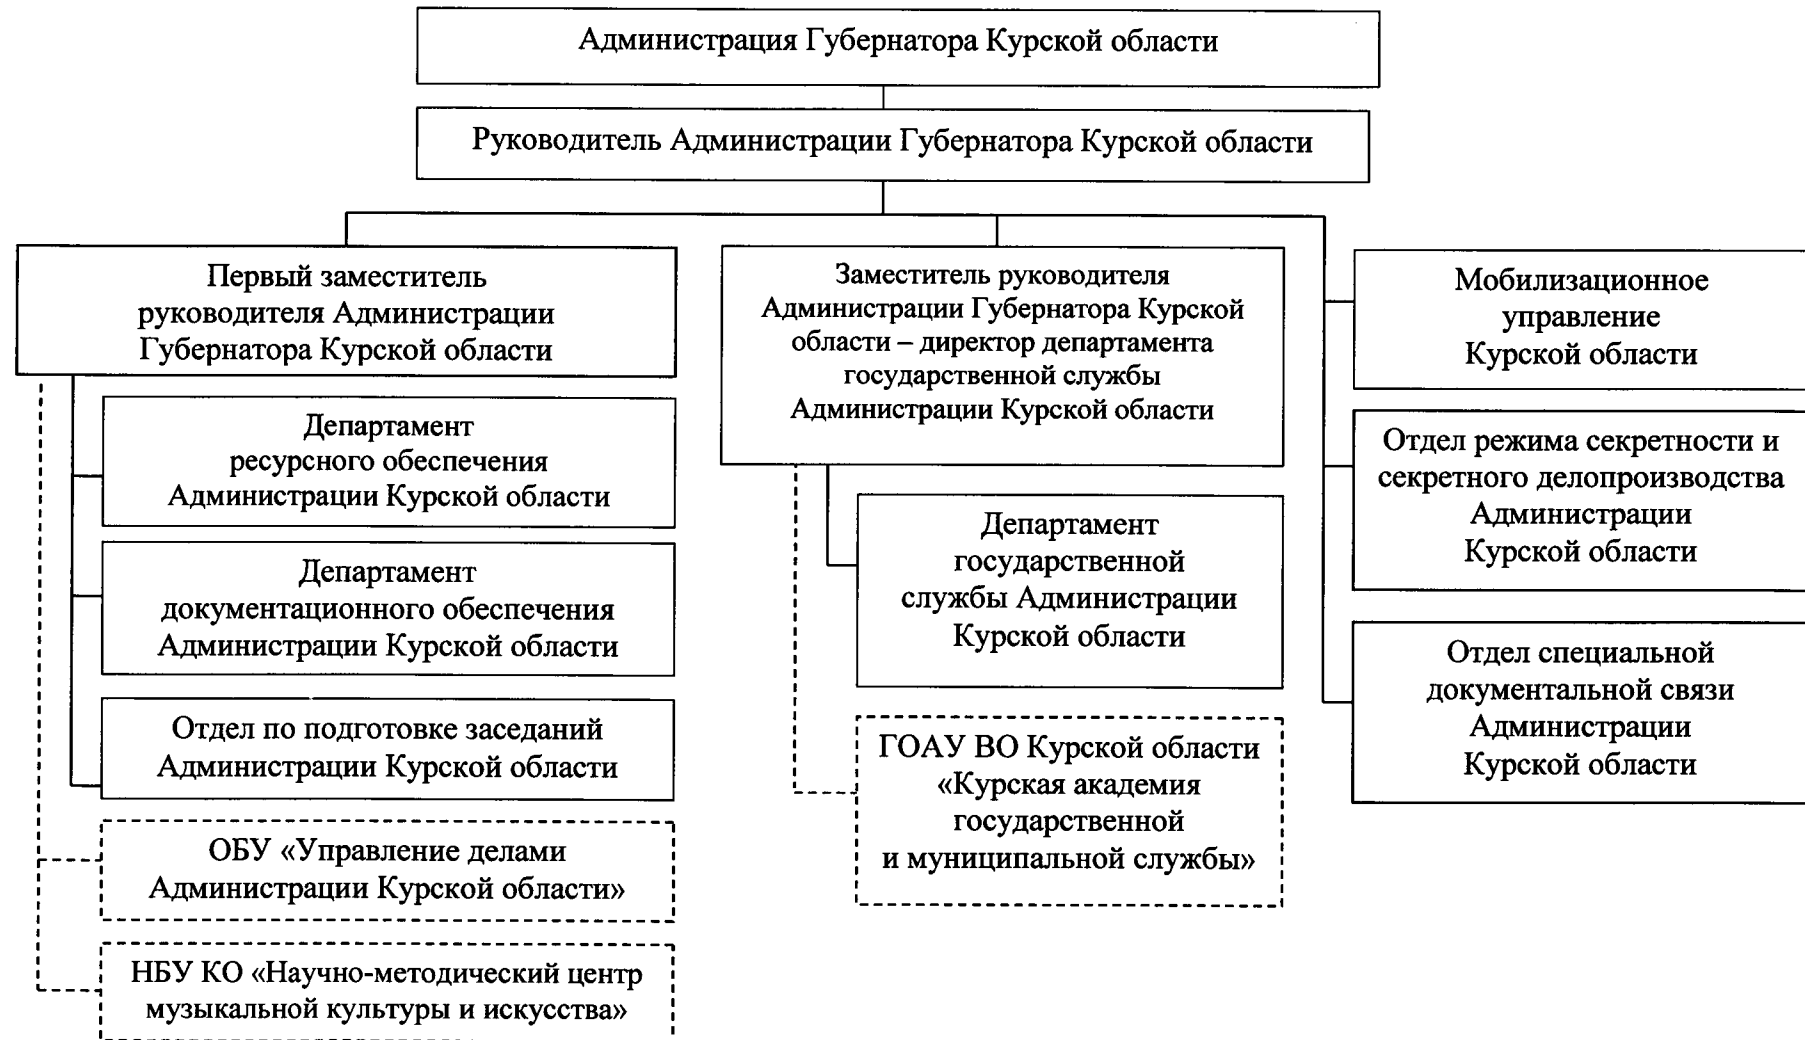 Администрация Губернатора Курской области
Руководитель Администрации Губернатора Курской области
Первый заместитель
руководителя Администрации
Губернатора Курской области
Департамент
ресурсного обеспечения
Администрации Курской области
Департамент
документационного обеспечения
Администрации Курской области
Отдел по подготовке заседаний
Администрации Курской области
ОБУ «Управление делами
Администрации Курской области»
НБУ КО «Научно-методический центр
музыкальной культуры и искусства»
Заместитель руководителя
Администрации Губернатора Курской
области – директор департамента
государственной службы
Администрации Курской области
Департамент
государственной
службы Администрации
Курской области
ГОАУ ВО Курской области
«Курская академия
государственной
и муниципальной службы»
Мобилизационное
управление
Курской области
Отдел режима секретности и
секретного делопроизводства
Администрации
Курской области
Отдел специальной
документальной связи
Администрации
Курской области